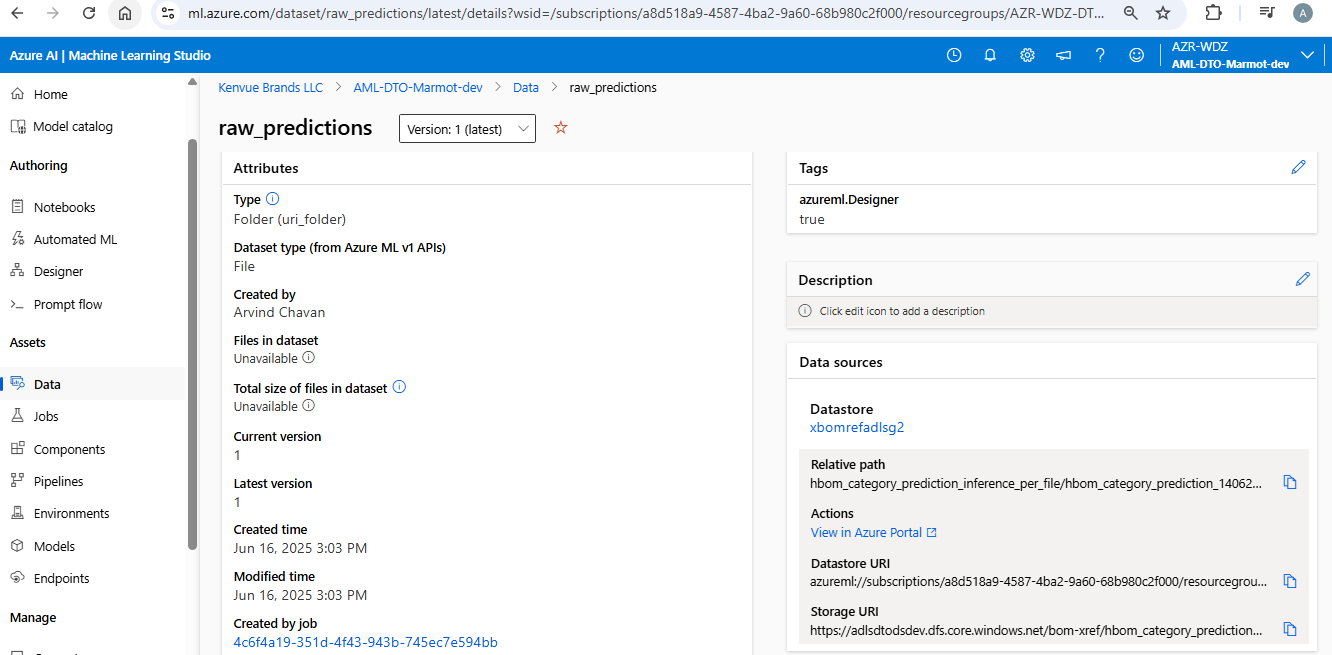 ml.azure.com/dataset/raw_predictions/latest/details?wsid=/subscriptions/a8d518a9-4587-4ba2-9a60-68b980c2f000/resourcegroups/AZR-WDZ-DT...
A
Azure AI | Machine Learning Studio
AZR-WDZ
AML-DTO-Marmot-dev
Home
Model catalog
Authoring
Notebooks
Automated ML
Designer
Prompt flow
Assets
Data
Jobs
Components
Pipelines
Environments
Models
Endpoints
Manage
Kenvue Brands LLC > AML-DTO-Marmot-dev > Data > raw_predictions
raw_predictions
Version: 1 (latest)
Attributes
Type
Folder (uri_folder)
Dataset type (from Azure ML v1 APIs)
File
Created by
Arvind Chavan
Files in dataset
Unavailable
Total size of files in dataset
Unavailable
Current version
1
Latest version
1
Created time
Jun 16, 2025 3:03 PM
Modified time
Jun 16, 2025 3:03 PM
Created by job
4c6f4a19-351d-4f43-943b-745ec7e594bb
Tags
azureml.Designer
true
Description
Click edit icon to add a description
Data sources
Datastore
xbomrefadlsg2
Relative path
hbom_category_prediction_inference_per_file/hbom_category_prediction_14062...
Actions
View in Azure Portal
Datastore URI
azureml://subscriptions/a8d518a9-4587-4ba2-9a60-68b980c2f000/resourcegrou...
Storage URI
https://adlsdtodsdev.dfs.core.windows.net/bom-xref/hbom_category_prediction...